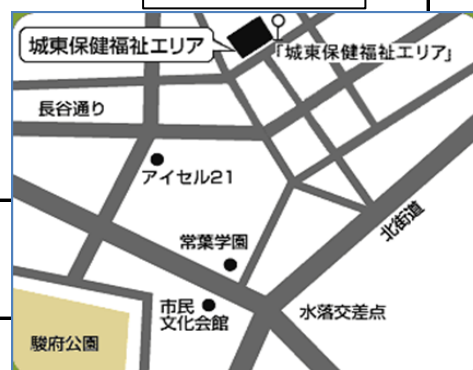 城東保健福祉エリア
「城東保健福祉エリア」
長谷通り
アイセル21
北街道
常葉学園
市民
文化会館
水落交差点
駿府公園